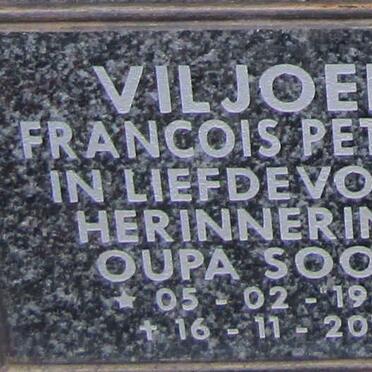 VILJOE
FRANCOIS PET
IN LIEFDEVO
HERINNERIN
OUPA SOO
★ 05 - 02 - 19
✝ 16 - 11 - 20